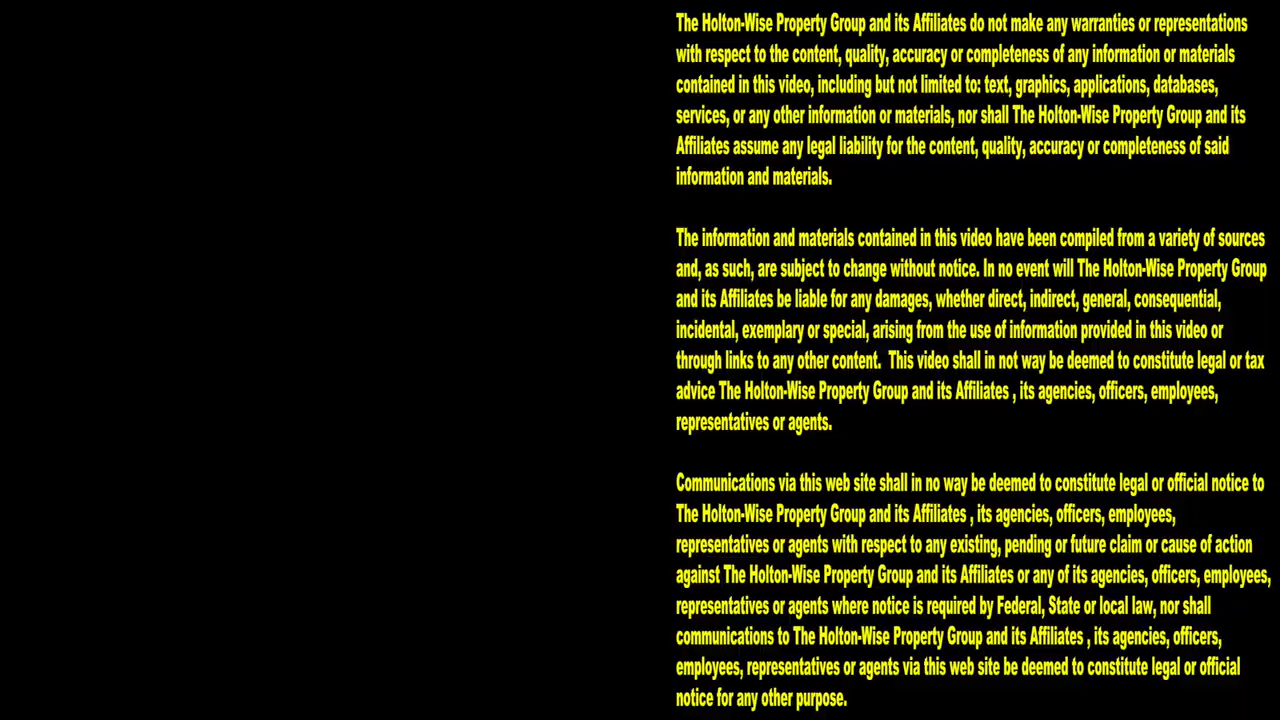 The Holton-Wise Property Group and its Affiliates do not make any warranties or representations
with respect to the content, quality, accuracy or completeness of any information or materials
contained in this video, including but not limited to: text, graphics, applications, databases,
services, or any other information or materials, nor shall The Holton-Wise Property Group and its
Affiliates assume any legal liability for the content, quality, accuracy or completeness of said
information and materials.
The information and materials contained in this video have been compiled from a variety of sources
and, as such, are subject to change without notice. In no event will The Holton-Wise Property Group
and its Affiliates be liable for any damages, whether direct, indirect, general, consequential,
incidental, exemplary or special, arising from the use of information provided in this video or
through links to any other content.  This video shall in not way be deemed to constitute legal or tax
advice The Holton-Wise Property Group and its Affiliates , its agencies, officers, employees,
representatives or agents.
Communications via this web site shall in no way be deemed to constitute legal or official notice to
The Holton-Wise Property Group and its Affiliates , its agencies, officers, employees,
representatives or agents with respect to any existing, pending or future claim or cause of action
against The Holton-Wise Property Group and its Affiliates or any of its agencies, officers, employees,
representatives or agents where notice is required by Federal, State or local law, nor shall
communications to The Holton-Wise Property Group and its Affiliates , its agencies, officers,
employees, representatives or agents via this web site be deemed to constitute legal or official
notice for any other purpose.